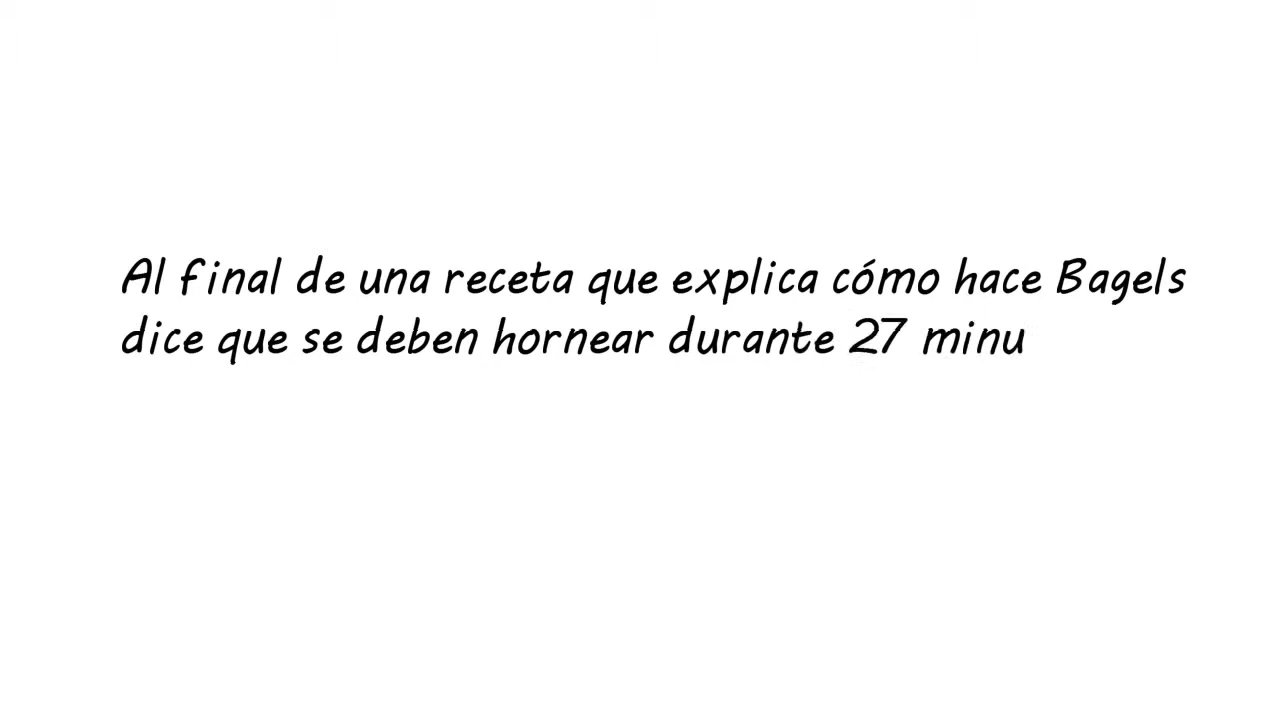 Al final de una receta que explica cómo hace Bagels
dice que se deben hornear durante 27 minu